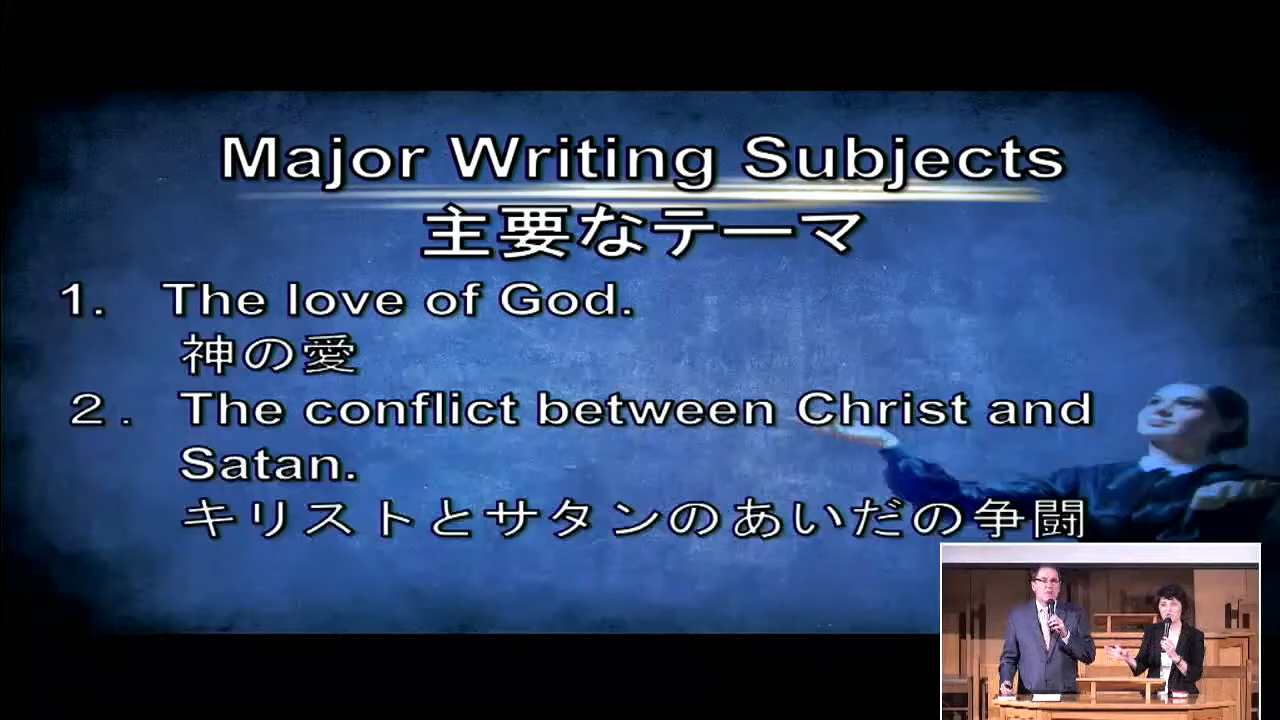 Major Writing Subjects
主要なテーマ
1. The love of God.
神の愛
２. The conflict between Christ and
Satan.
キリストとサタンのあいだの争闘